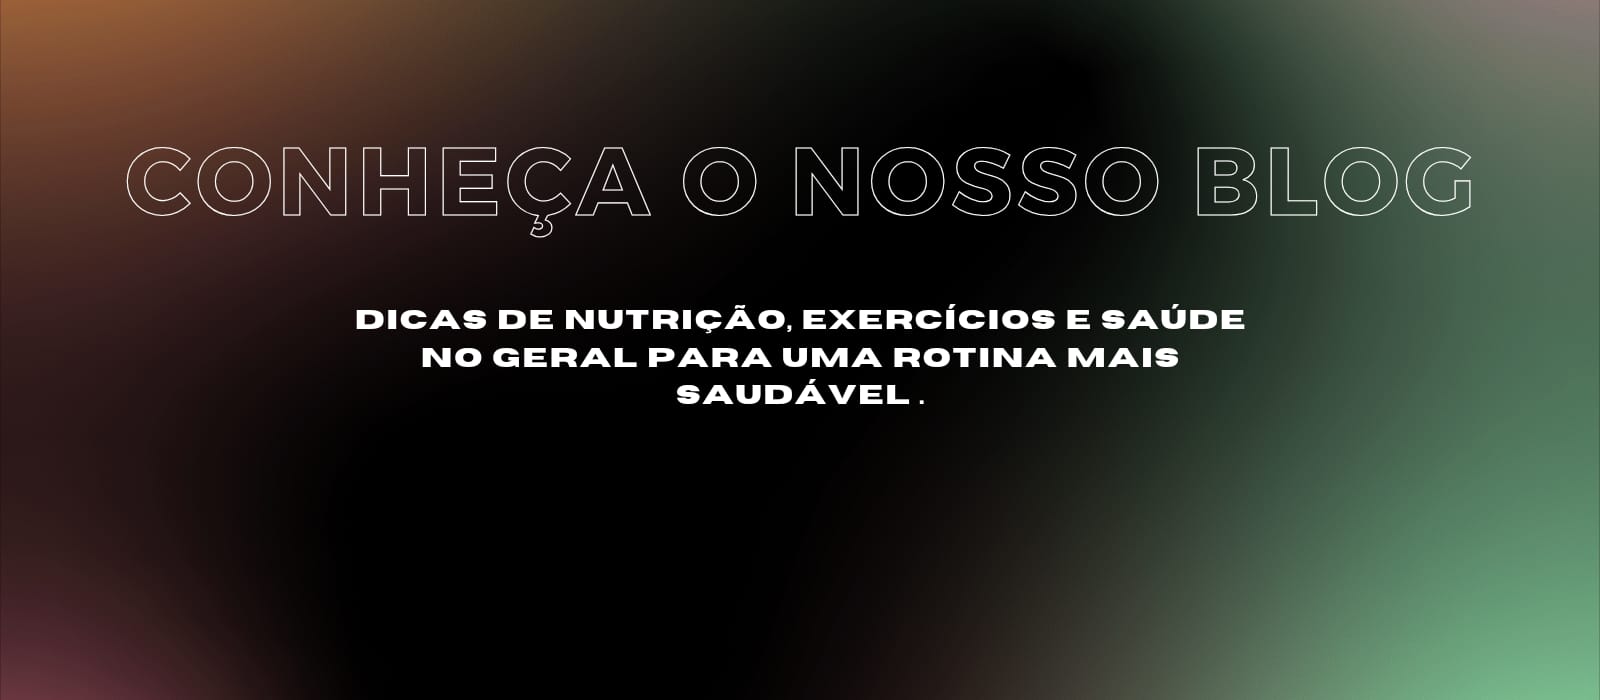 CONHEÇA O NOSSO BLOG
DICAS DE NUTRIÇÃO, EXERCÍCIOS E SAÚDE
NO GERAL PARA UMA ROTINA MAIS
SAUDÁVEL .